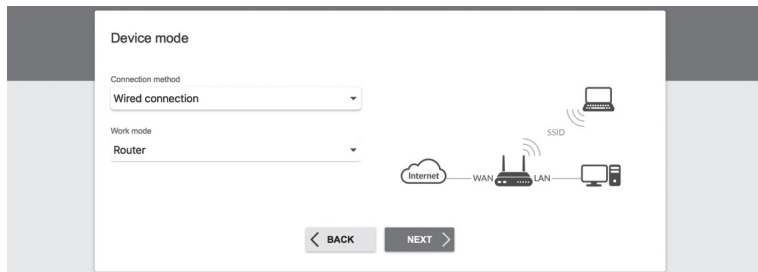 Device mode
Connection method
Wired connection
Work mode
Router
SSID
Internet
WAN
LAN
BACK
NEXT